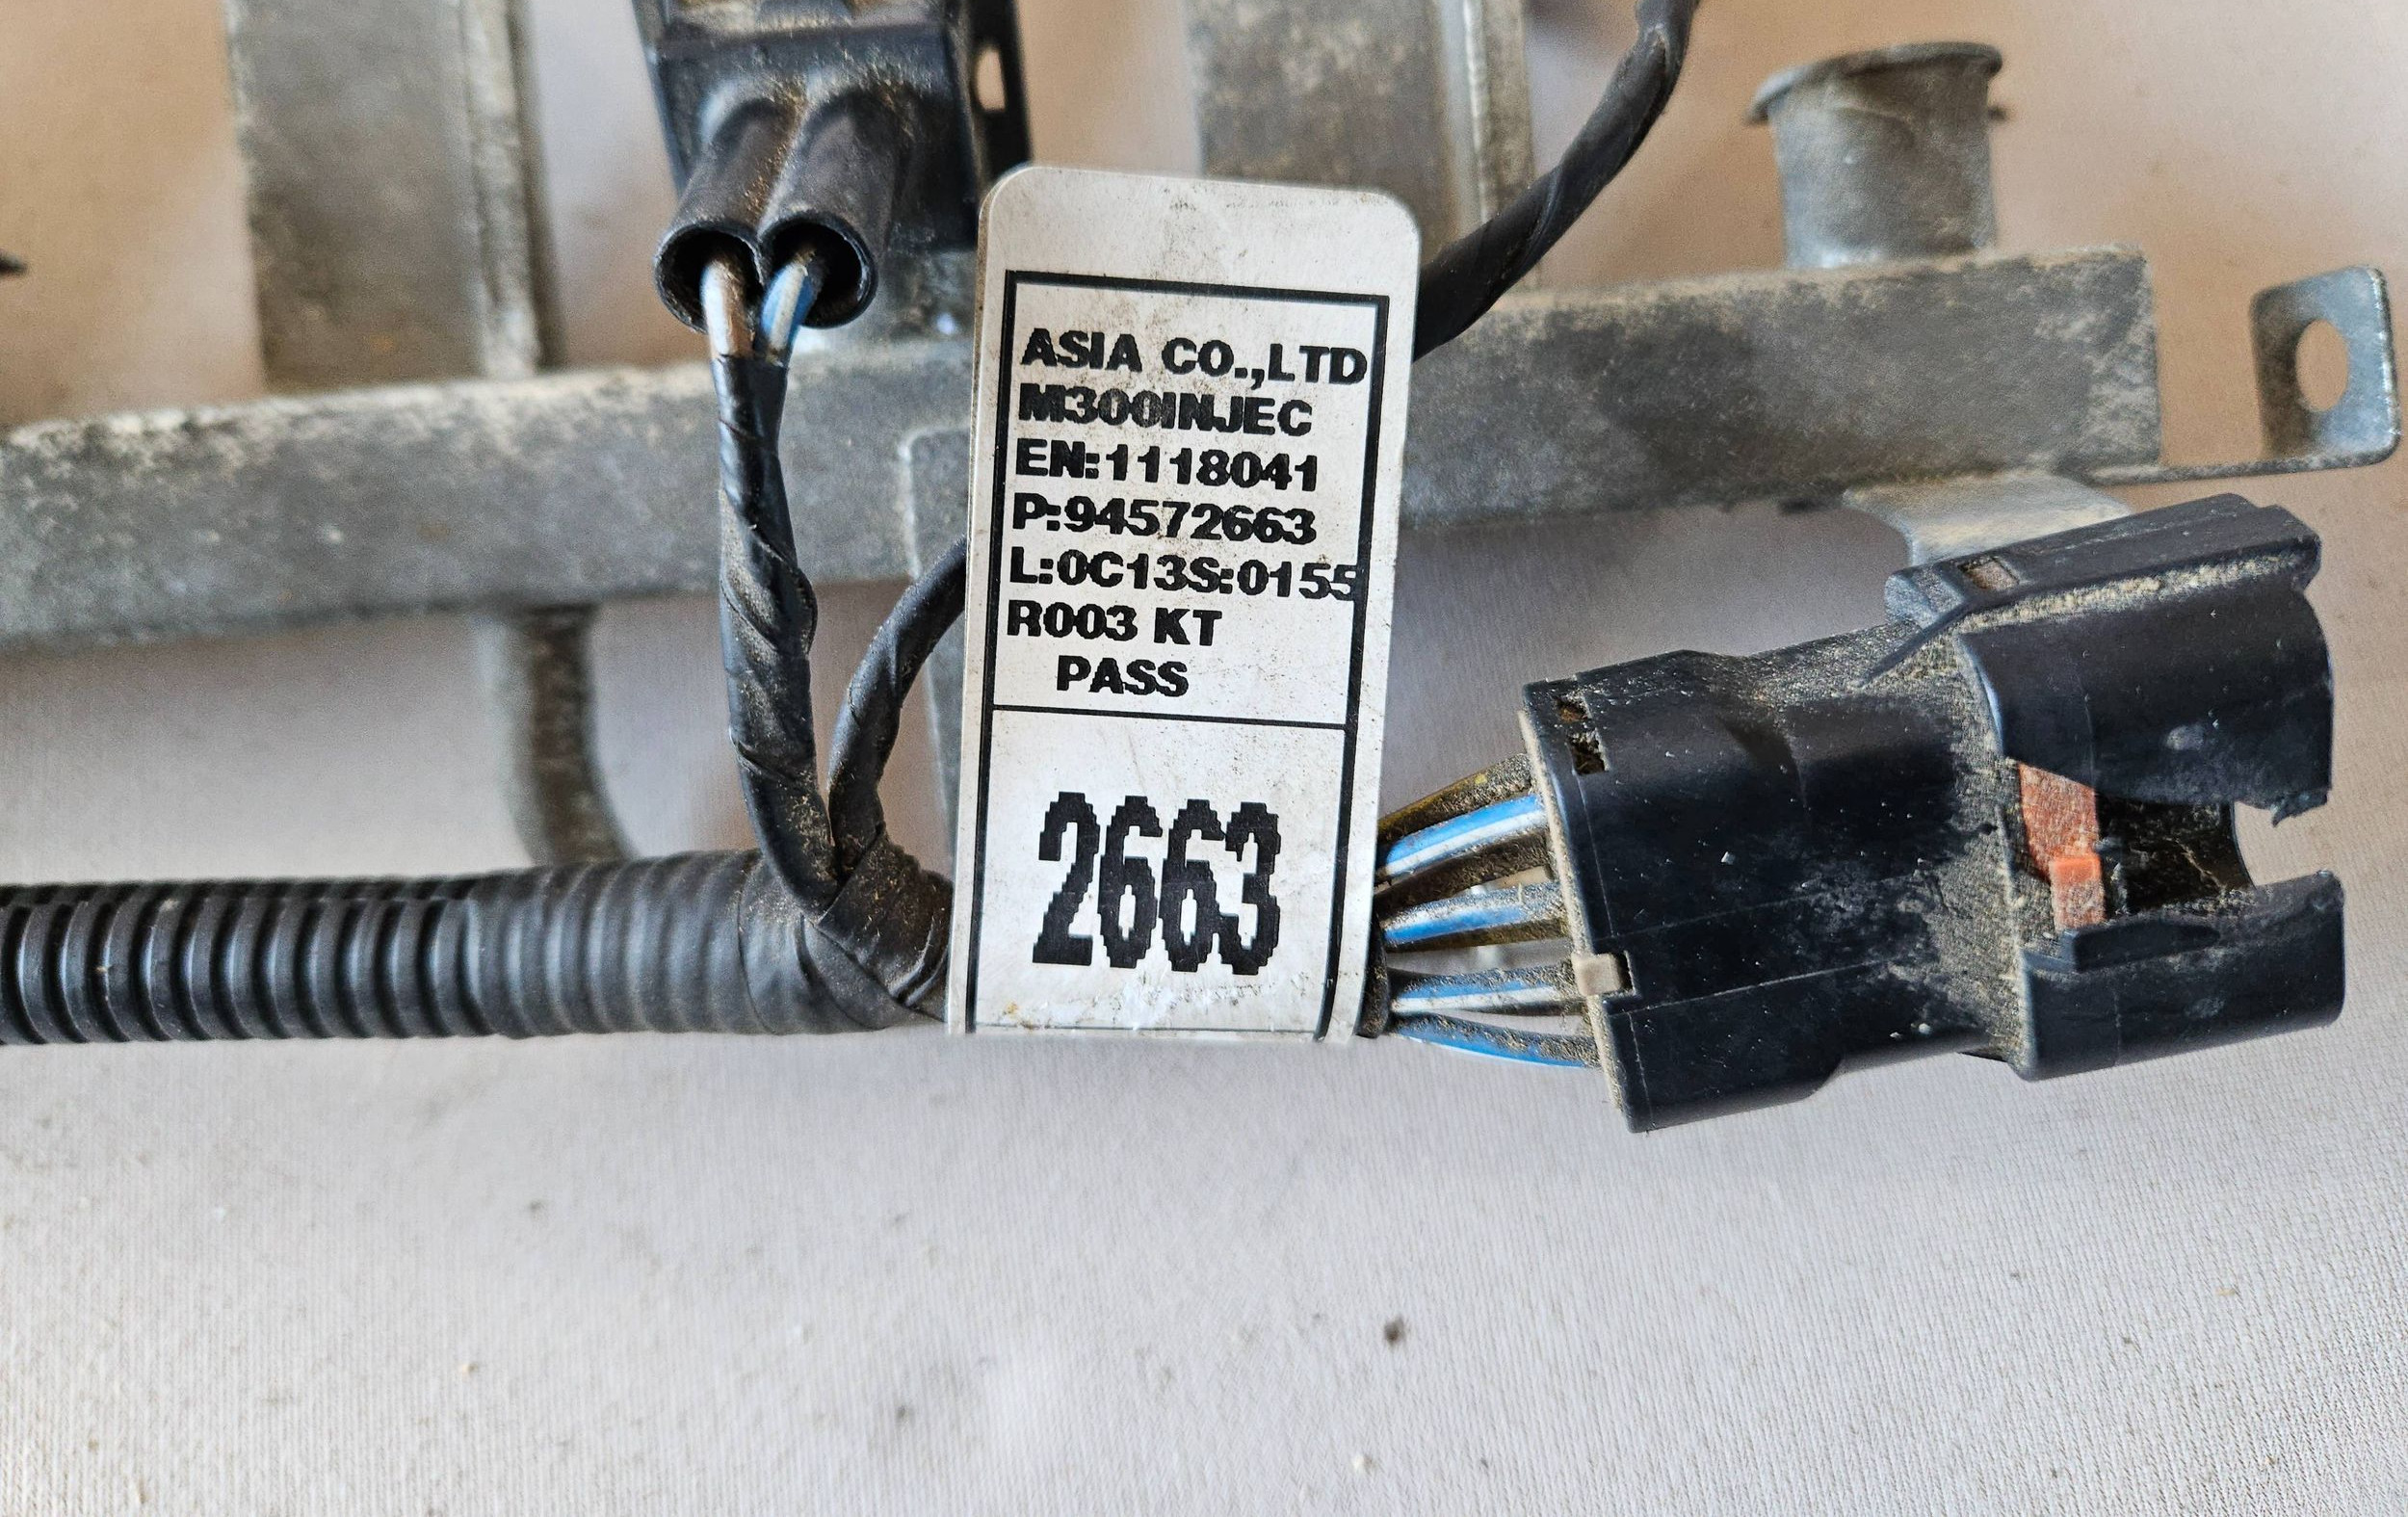 ASIA CO.,LTD
M300INJEC
EN:1118041
P:94572663
L:0C13S:0155
R003 KT
PASS
2663